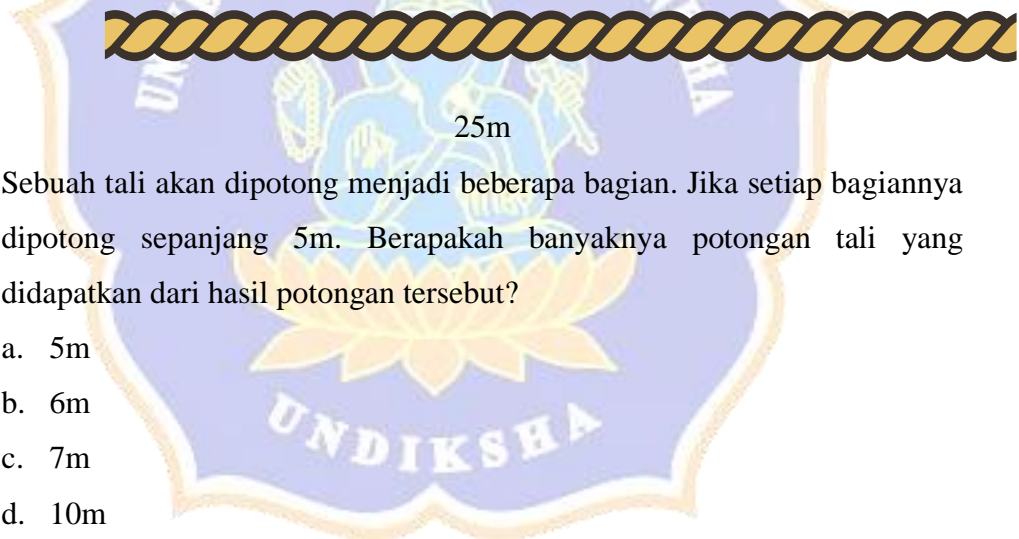 25m
Sebuah tali akan dipotong menjadi beberapa bagian. Jika setiap bagiannya
dipotong sepanjang 5m. Berapakah banyaknya potongan tali yang
didapatkan dari hasil potongan tersebut?
a. 5m
b. 6m
c. 7m
d. 10m
UNDIKSHA